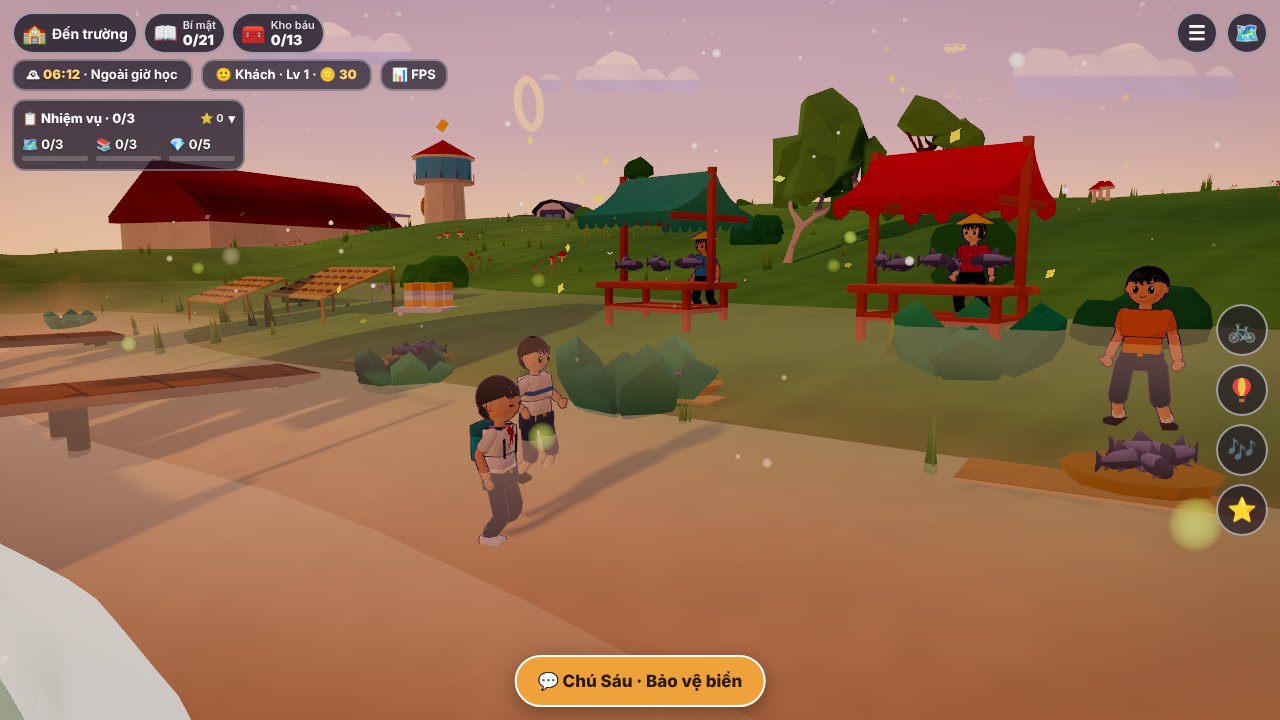 Đến trường
Bí mật
0/21
Kho báu
0/13
06:12 · Ngoài giờ học
Khách · Lv 1 · 30
FPS
Nhiệm vụ · 0/3
0
0/3
0/3
0/5
Chú Sáu · Bảo vệ biển